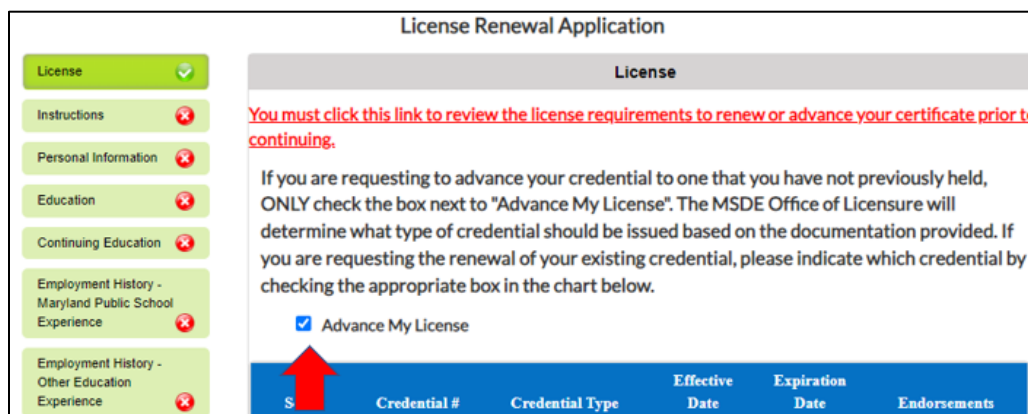 License Renewal Application
License
Instructions
Personal Information
Education
Continuing Education
Employment History -
Maryland Public School
Experience
Employment History -
Other Education
Experience
License
You must click this link to review the license requirements to renew or advance your certificate prior
continuing.
If you are requesting to advance your credential to one that you have not previously held,
ONLY check the box next to "Advance My License". The MSDE Office of Licensure will
determine what type of credential should be issued based on the documentation provided. If
you are requesting the renewal of your existing credential, please indicate which credential by
checking the appropriate box in the chart below.
Advance My License
Credential #
Credential Type
Effective
Date
Expiration
Date
Endorsements